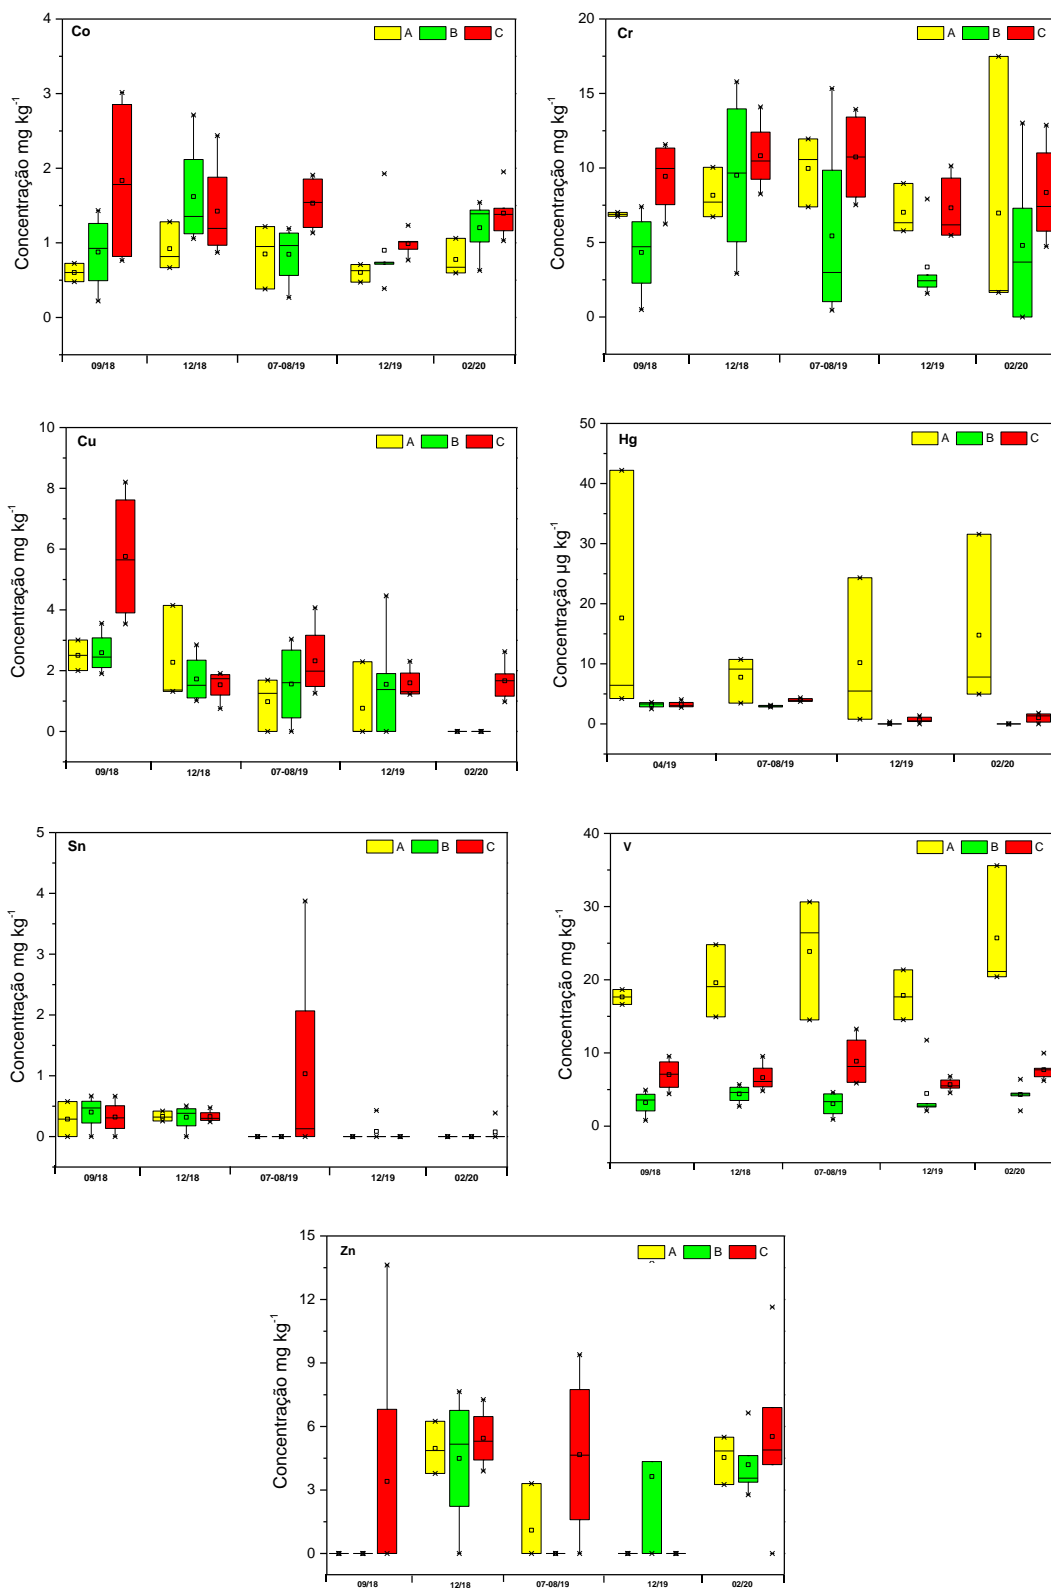 Co A B C
Concentração mg kg-1
4
3
2
1
0
09/18 12/18 07-08/19 12/19 02/20
Cr A B C
Concentração mg kg-1
20
15
10
5
0
09/18 12/18 07-08/19 12/19 02/20
Cu A B C
Concentração mg kg-1
10
8
6
4
2
0
09/18 12/18 07-08/19 12/19 02/20
Hg A B C
Concentração µg kg-1
50
40
30
20
10
0
04/19 07-08/19 12/19 02/20
Sn A B C
Concentração mg kg-1
5
4
3
2
1
0
09/18 12/18 07-08/19 12/19 02/20
V A B C
Concentração mg kg-1
40
30
20
10
0
09/18 12/18 07-08/19 12/19 02/20
Zn A B C
Concentração mg kg-1
15
12
9
6
3
0
09/18 12/18 07-08/19 12/19 02/20